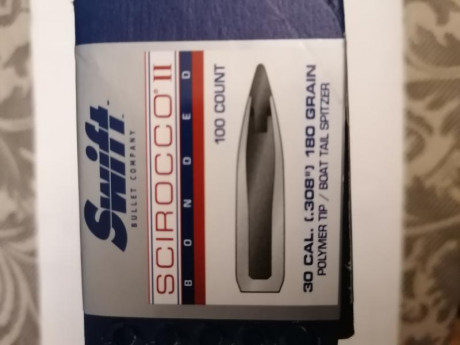 Swift
BULLET COMPANY
SCIROCCO® II
BONDED
100 COUNT
30 CAL. (.308") 180 GRAIN
POLYMER TIP / BOAT TAIL SPITZER